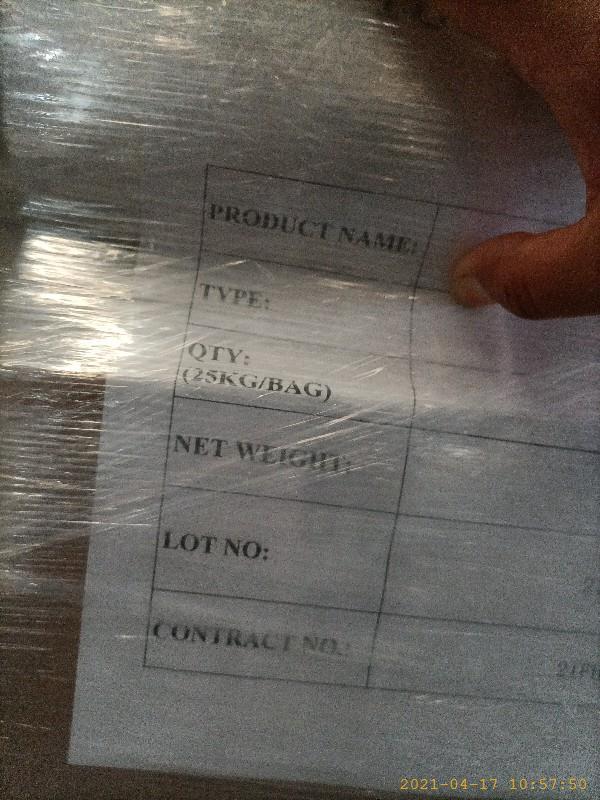 PRODUCT NAME:
TYPE:
QTY:
(25KG/BAG)
NET WEIGHT:
LOT NO:
CONTRACT NO.:
2021-04-17 10:57:50